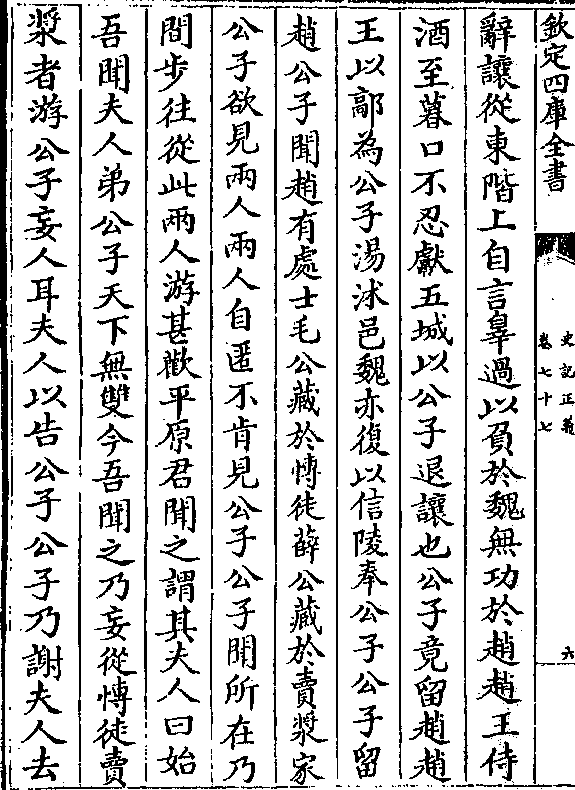 欽定四庫全書
史記正義
卷七十七
六
辭讓從東階上自言辠過以負於魏無功於趙趙王侍
酒至暮口不忍獻五城以公子退讓也公子竟留趙趙
王以鄗為公子湯沐邑魏亦復以信陵奉公子公子留
趙公子聞趙有處士毛公藏於愽徒薛公藏於賣漿家
公子欲見兩人兩人自匿不肯見公子公子聞所在乃
間步往從此兩人游甚歡平原君聞之謂其夫人曰始
吾聞夫人弟公子天下無雙今吾聞之乃妄從愽徒賣
漿者游公子妄人耳夫人以告公子公子乃謝夫人去